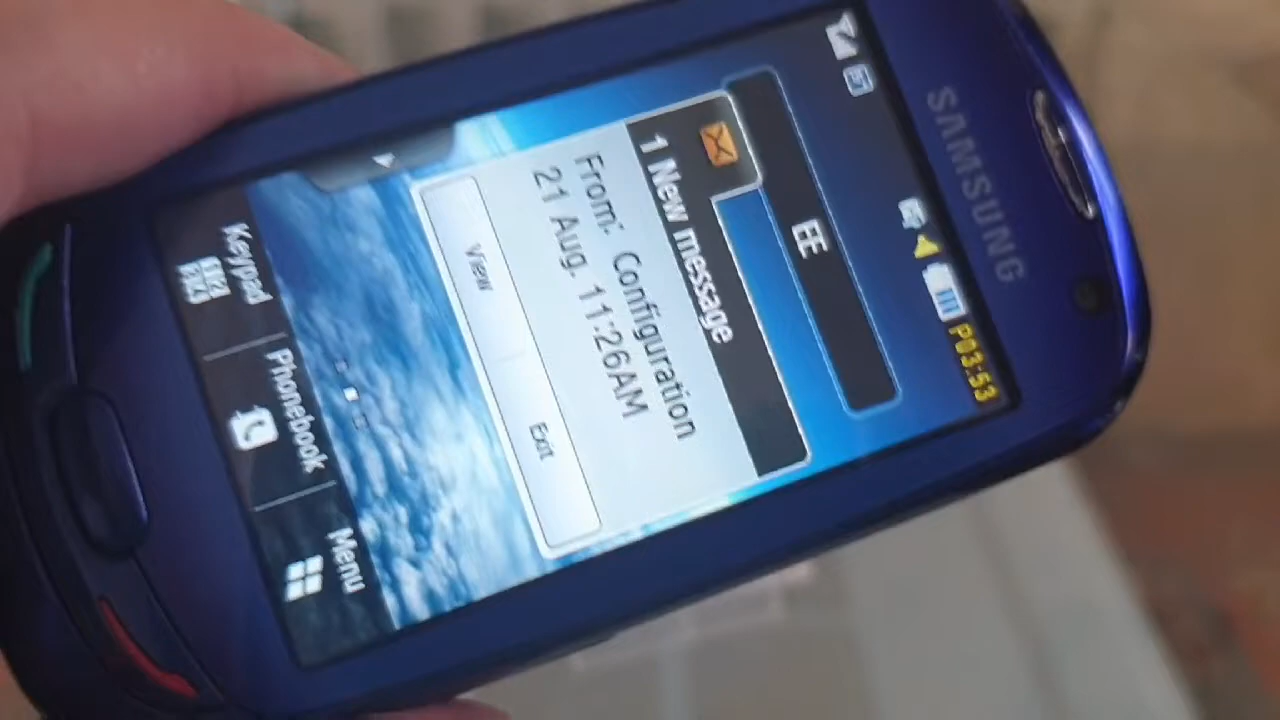 SAMSUNG
P03:53
EE
1 New message
From: Configuration
21 Aug. 11:26AM
View
Exit
Keypad
Phonebook
Menu